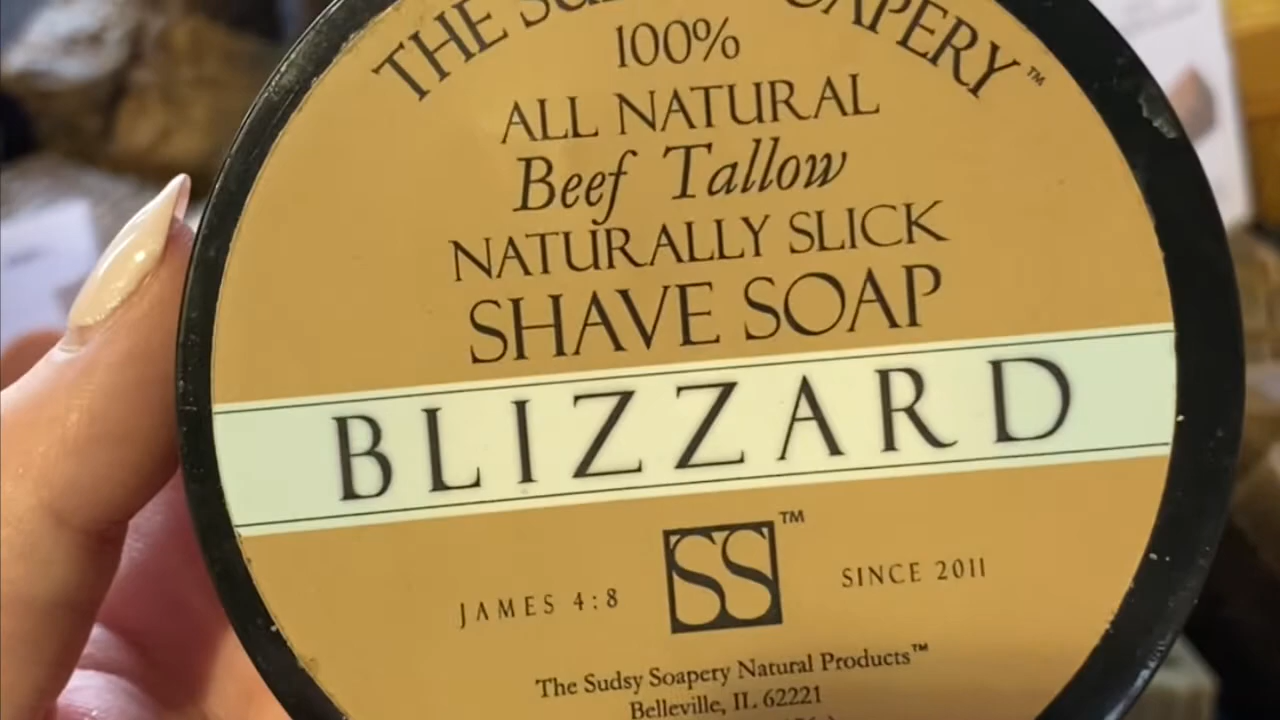 THE
100%
ALL NATURAL
Beef Tallow
NATURALLY SLICK
SHAVE SOAP
BLIZZARD
SS™
JAMES 4:8
SINCE 2011
The Sudsy Soapery Natural Products™
Belleville, IL 62221